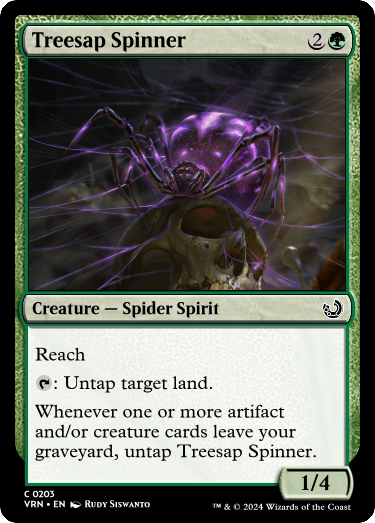 Treesap Spinner 2
Creature — Spider Spirit
Reach
: Untap target land.
Whenever one or more artifact
and/or creature cards leave your
graveyard, untap Treesap Spinner.
1/4
C 0203
VRN • EN Rudy Siswanto
™ & © 2024 Wizards of the Coast